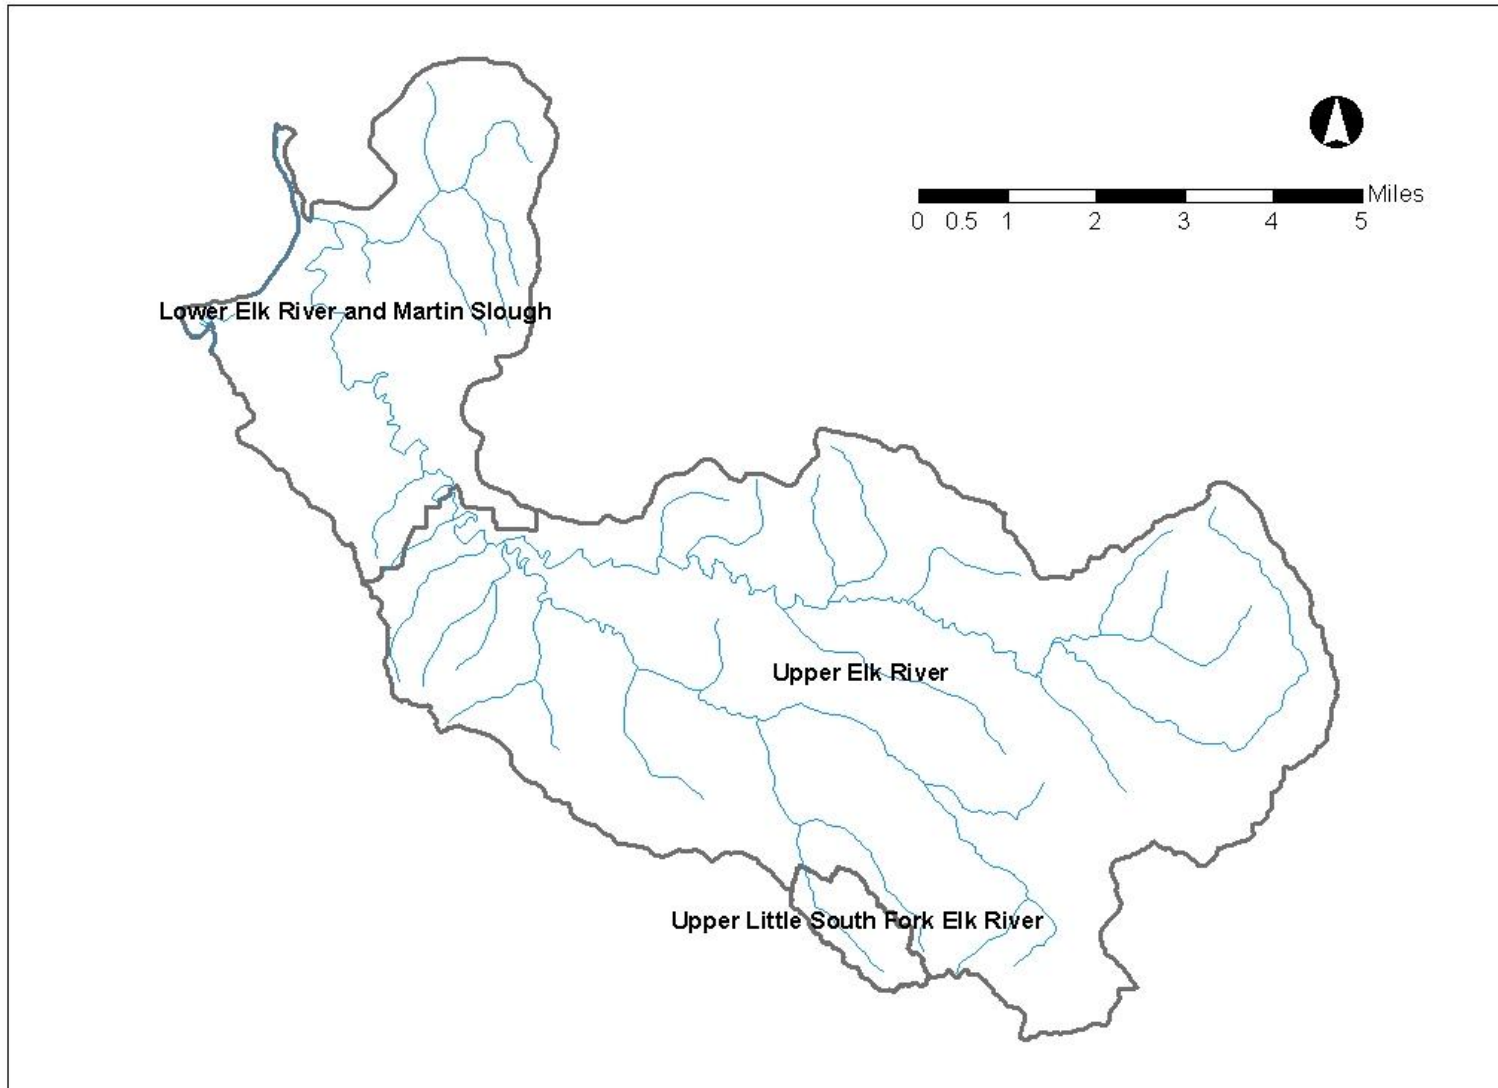 Miles
0 0.5 1 2 3 4 5
Lower Elk River and Martin Slough
Upper Elk River
Upper Little South Fork Elk River